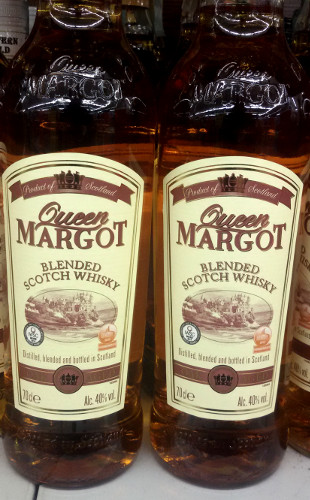 Queen
MARGOT
Product of Scotland
Queen
MARGOT
BLENDED
SCOTCH WHISKY
Distilled, blended and bottled in Scotland
70cl e
Alc. 40% vol.
Queen
MARGOT
Product of Scotland
Queen
MARGOT
BLENDED
SCOTCH WHISKY
Distilled, blended and bottled in Scotland
70cl e
Alc. 40% vol.